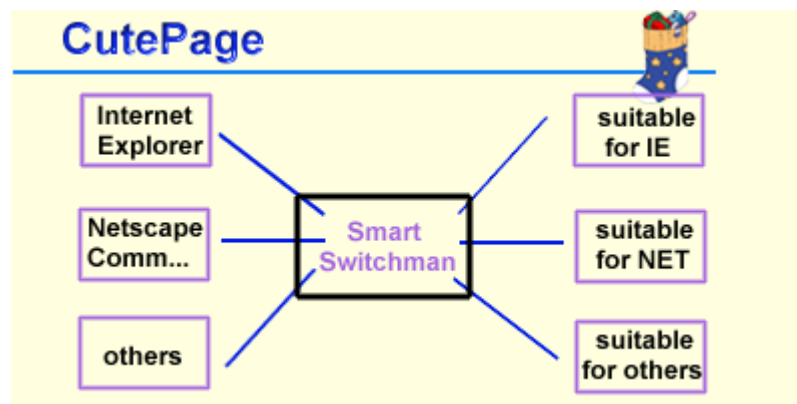 CutePage
Internet
Explorer
suitable
for IE
Netscape
Comm...
Smart
Switchman
suitable
for NET
others
suitable
for others